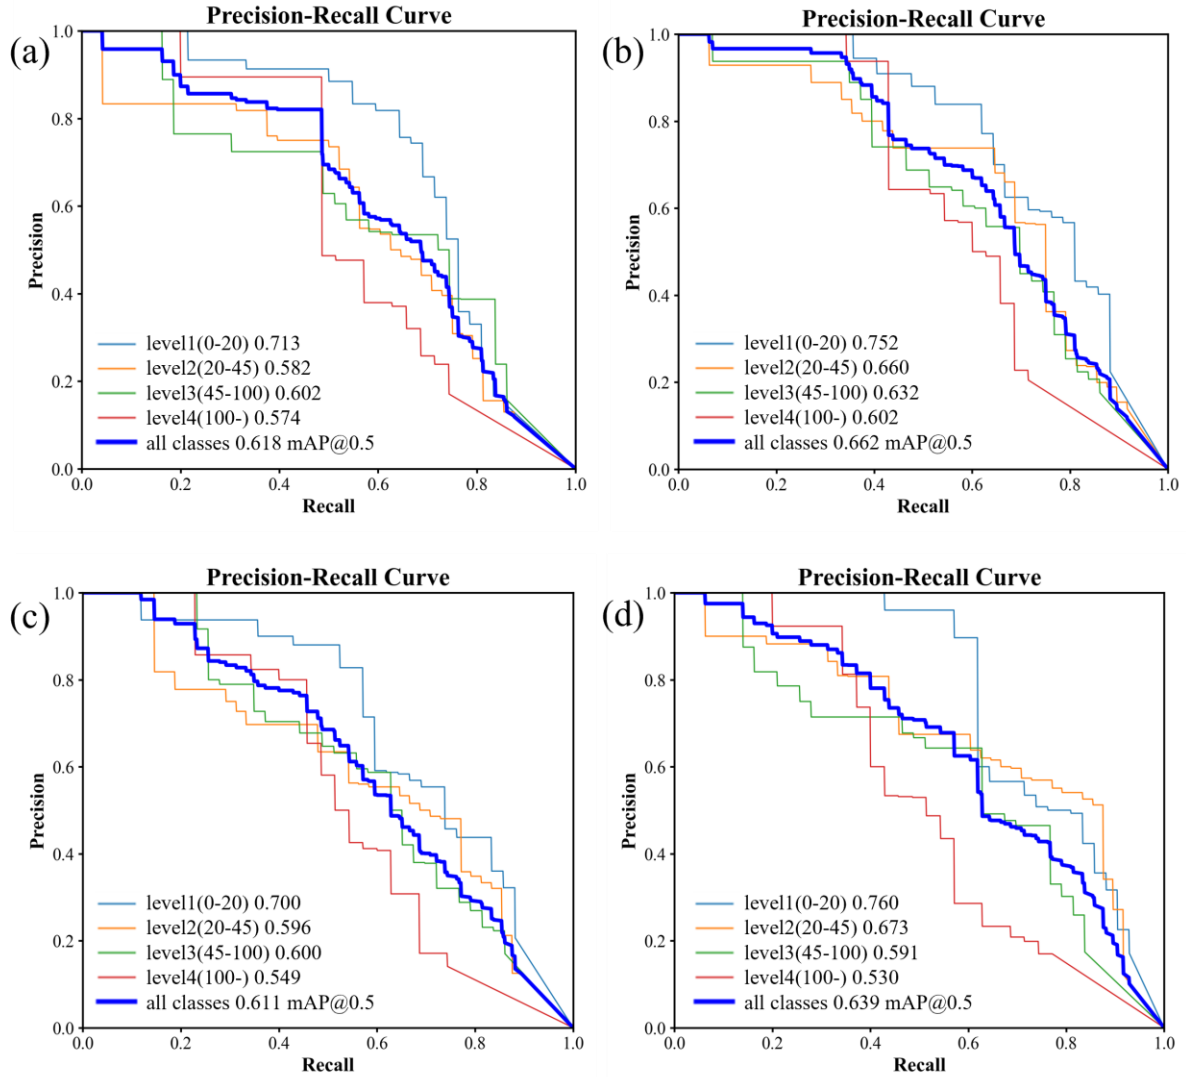 Precision-Recall Curve
(a)
1.0
0.8
0.6
0.4
0.2
0.0
Precision
level1(0-20) 0.713
level2(20-45) 0.582
level3(45-100) 0.602
level4(100-) 0.574
all classes 0.618 mAP@0.5
0.0 0.2 0.4 0.6 0.8 1.0
Recall
Precision-Recall Curve
(b)
1.0
0.8
0.6
0.4
0.2
0.0
Precision
level1(0-20) 0.752
level2(20-45) 0.660
level3(45-100) 0.632
level4(100-) 0.602
all classes 0.662 mAP@0.5
0.0 0.2 0.4 0.6 0.8 1.0
Recall
Precision-Recall Curve
(c)
1.0
0.8
0.6
0.4
0.2
0.0
Precision
level1(0-20) 0.700
level2(20-45) 0.596
level3(45-100) 0.600
level4(100-) 0.549
all classes 0.611 mAP@0.5
0.0 0.2 0.4 0.6 0.8 1.0
Recall
Precision-Recall Curve
(d)
1.0
0.8
0.6
0.4
0.2
0.0
Precision
level1(0-20) 0.760
level2(20-45) 0.673
level3(45-100) 0.591
level4(100-) 0.530
all classes 0.639 mAP@0.5
0.0 0.2 0.4 0.6 0.8 1.0
Recall